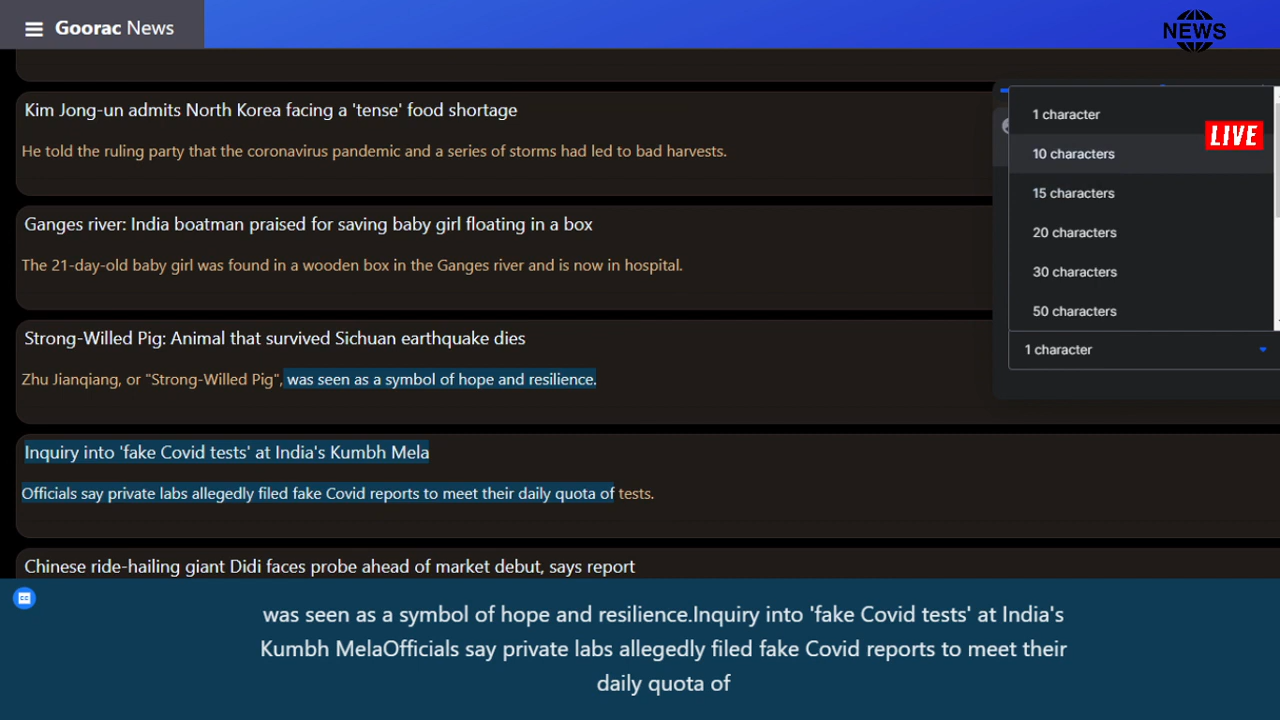 Goorac News
NEWS
Kim Jong-un admits North Korea facing a 'tense' food shortage
He told the ruling party that the coronavirus pandemic and a series of storms had led to bad harvests.
Ganges river: India boatman praised for saving baby girl floating in a box
The 21-day-old baby girl was found in a wooden box in the Ganges river and is now in hospital.
Strong-Willed Pig: Animal that survived Sichuan earthquake dies
Zhu Jianqiang, or "Strong-Willed Pig", was seen as a symbol of hope and resilience.
Inquiry into 'fake Covid tests' at India's Kumbh Mela
Officials say private labs allegedly filed fake Covid reports to meet their daily quota of tests.
Chinese ride-hailing giant Didi faces probe ahead of market debut, says report
1 character
LIVE
10 characters
15 characters
20 characters
30 characters
50 characters
1 character
CC
was seen as a symbol of hope and resilience.Inquiry into 'fake Covid tests' at India's
Kumbh MelaOfficials say private labs allegedly filed fake Covid reports to meet their
daily quota of